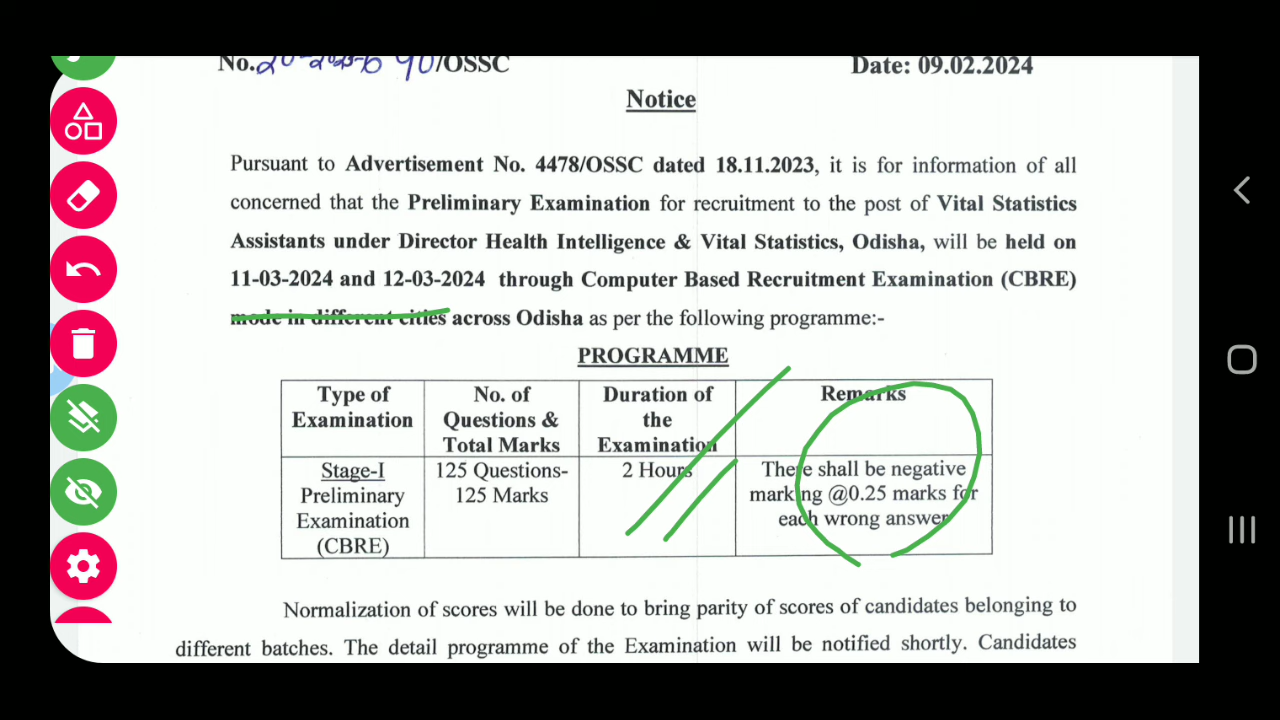 No. /OSSC Date: 09.02.2024
Notice
Pursuant to Advertisement No. 4478/OSSC dated 18.11.2023, it is for information of all
concerned that the Preliminary Examination for recruitment to the post of Vital Statistics
Assistants under Director Health Intelligence & Vital Statistics, Odisha, will be held on
11-03-2024 and 12-03-2024 through Computer Based Recruitment Examination (CBRE)
mode in different cities across Odisha as per the following programme:-
PROGRAMME
Type of Examination
No. of Questions & Total Marks
Duration of the Examination
Remarks
Stage-I
Preliminary
Examination
(CBRE)
125 Questions-
125 Marks
2 Hours
There shall be negative
marking @0.25 marks for
each wrong answer
Normalization of scores will be done to bring parity of scores of candidates belonging to
different batches. The detail programme of the Examination will be notified shortly. Candidates